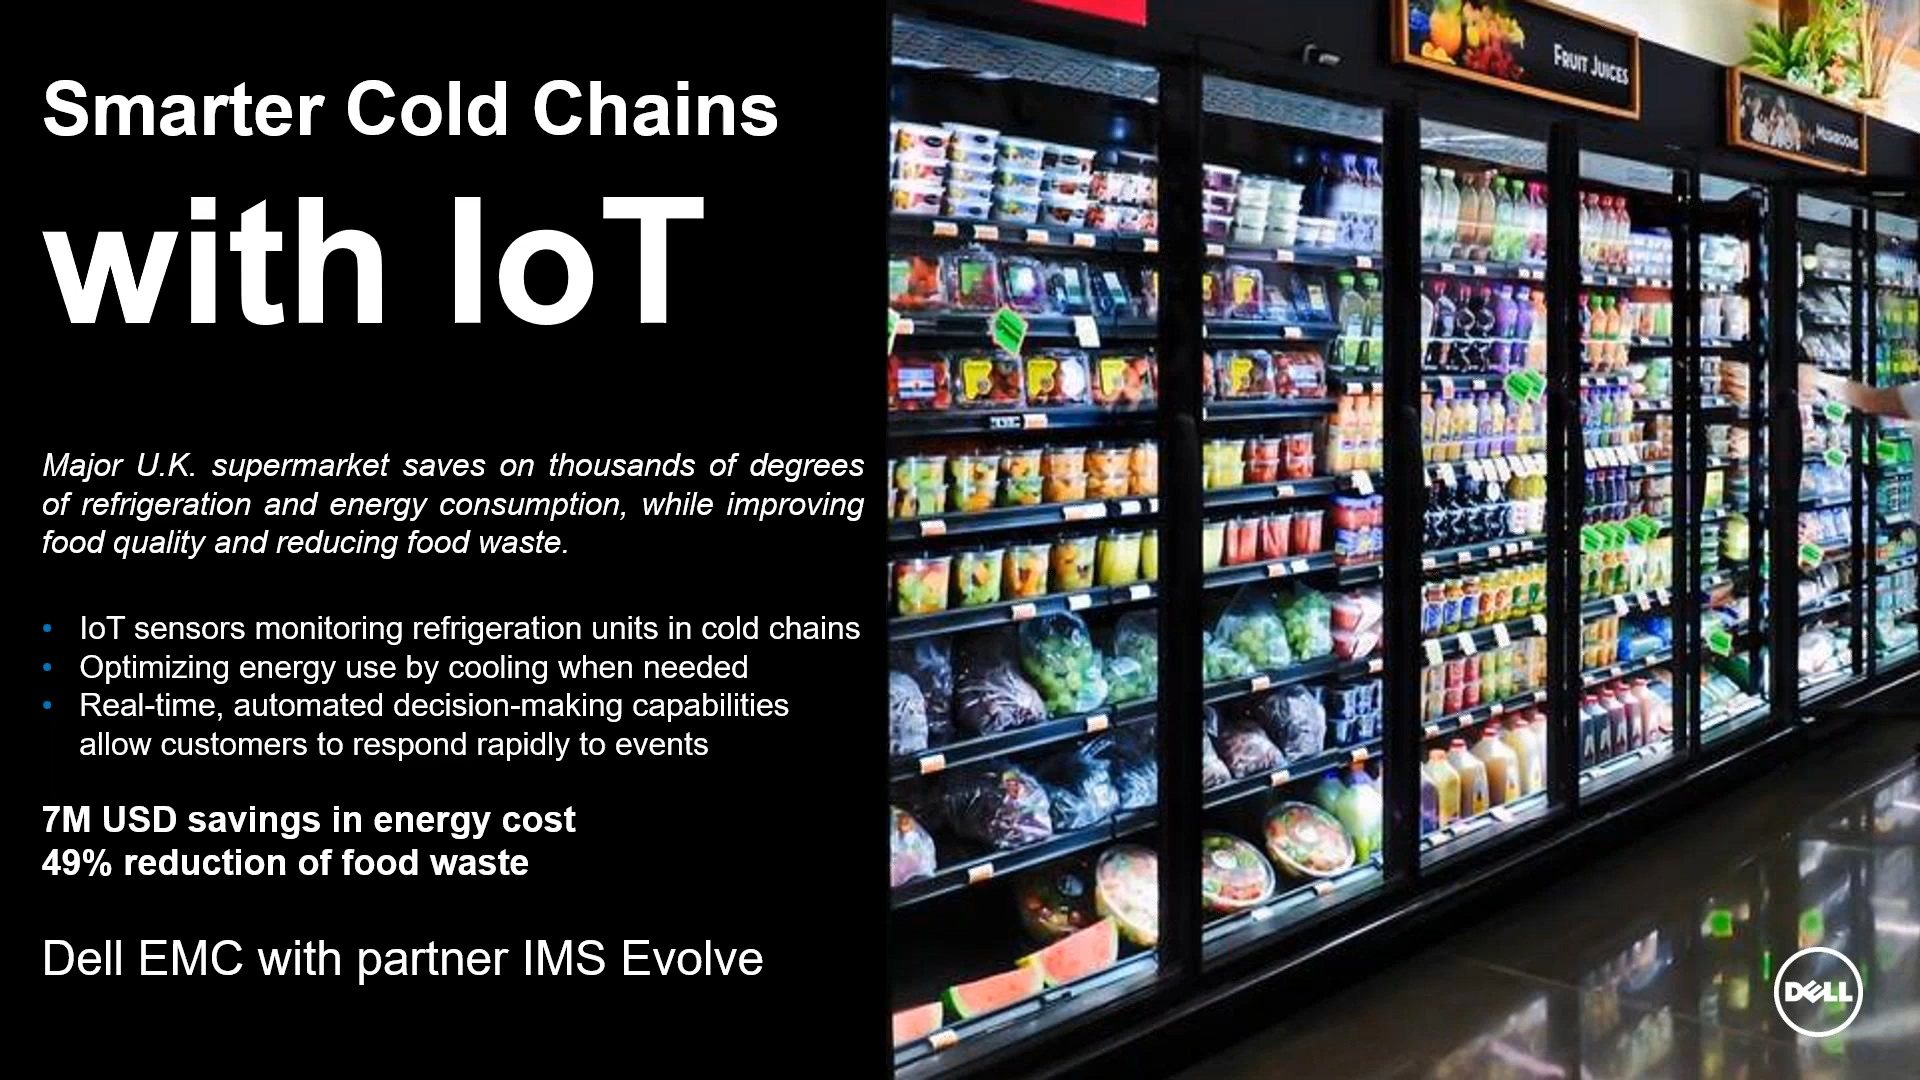 Smarter Cold Chains
with IoT
Major U.K. supermarket saves on thousands of degrees
of refrigeration and energy consumption, while improving
food quality and reducing food waste.
• IoT sensors monitoring refrigeration units in cold chains
• Optimizing energy use by cooling when needed
• Real-time, automated decision-making capabilities
allow customers to respond rapidly to events
7M USD savings in energy cost
49% reduction of food waste
Dell EMC with partner IMS Evolve
FRUIT JUICES
MUSHROOMS
DELL